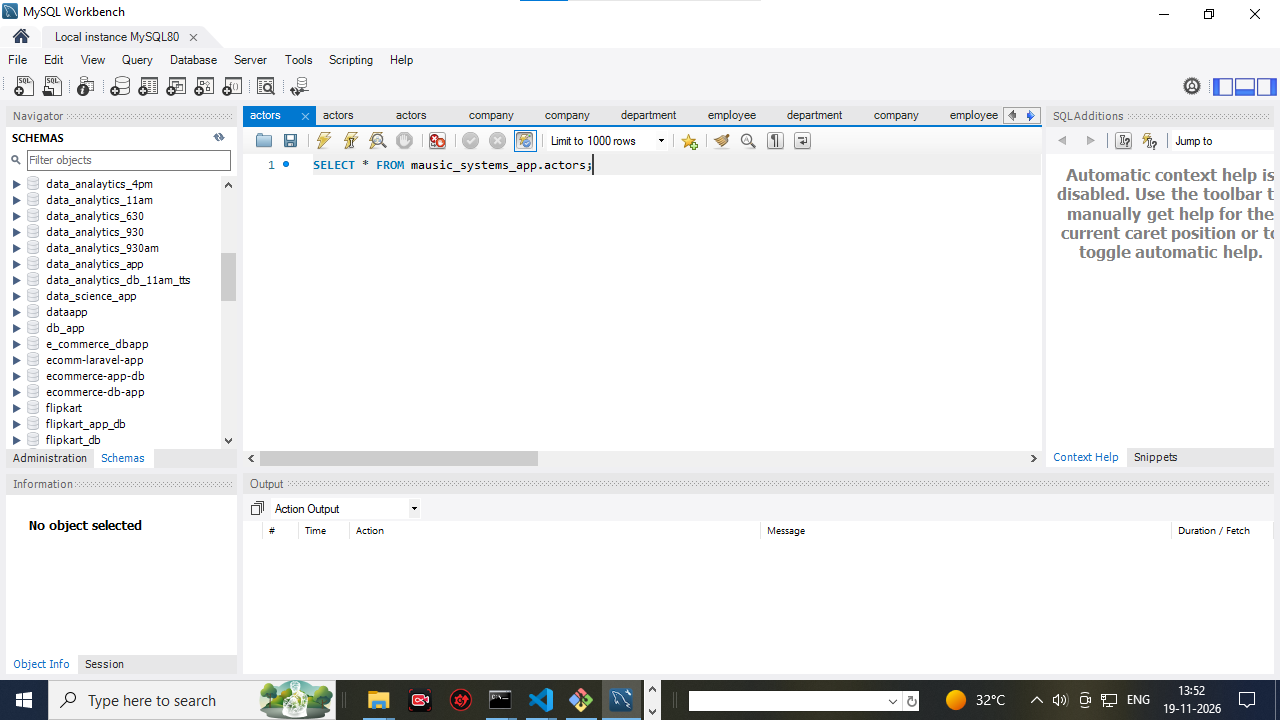 MySQL Workbench
Local instance MySQL80
File Edit View Query Database Server Tools Scripting Help
Navigator
SCHEMAS
Filter objects
data_analaytics_4pm
data_analytics_11am
data_analytics_630
data_analytics_930
data_analytics_930am
data_analytics_app
data_analytics_db_11am_tts
data_science_app
dataapp
db_app
e_commerce_dbapp
ecomm-laravel-app
ecommerce-app-db
ecommerce-db-app
flipkart
flipkart_app_db
flipkart_db
Administration Schemas
Information
No object selected
Object Info Session
actors actors actors company company department employee department company employee
Limit to 1000 rows
1 SELECT * FROM mausic_systems_app.actors;
SQLAdditions
Jump to
Automatic context help is
disabled. Use the toolbar t
manually get help for the
current caret position or to
toggle automatic help.
Context Help Snippets
Output
Action Output
# Time Action Message Duration / Fetch
Type here to search
32°C
ENG
13:52
19-11-2026